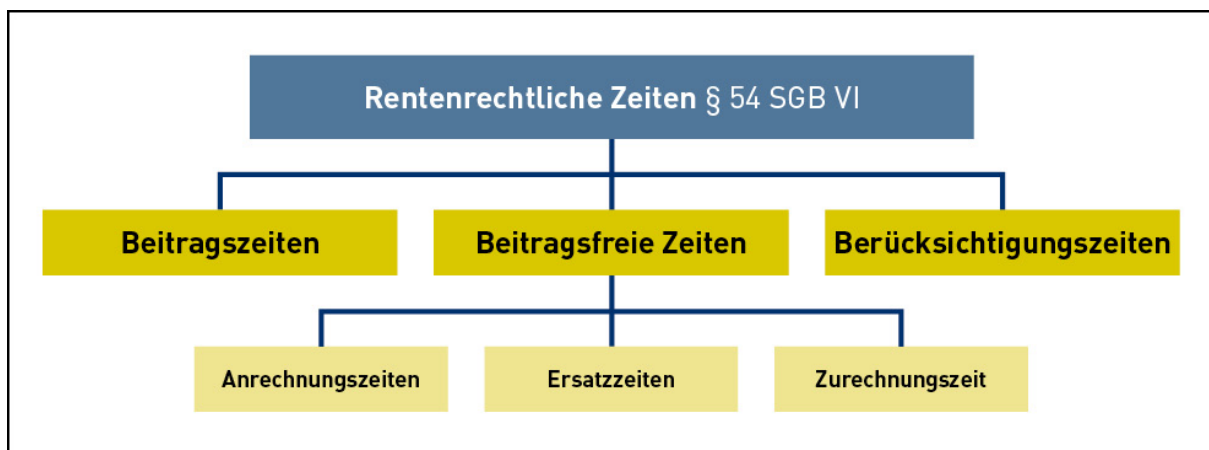 Rentenrechtliche Zeiten § 54 SGB VI
Beitragszeiten
Beitragsfreie Zeiten
Berücksichtigungszeiten
Anrechnungszeiten
Ersatzzeiten
Zurechnungszeit